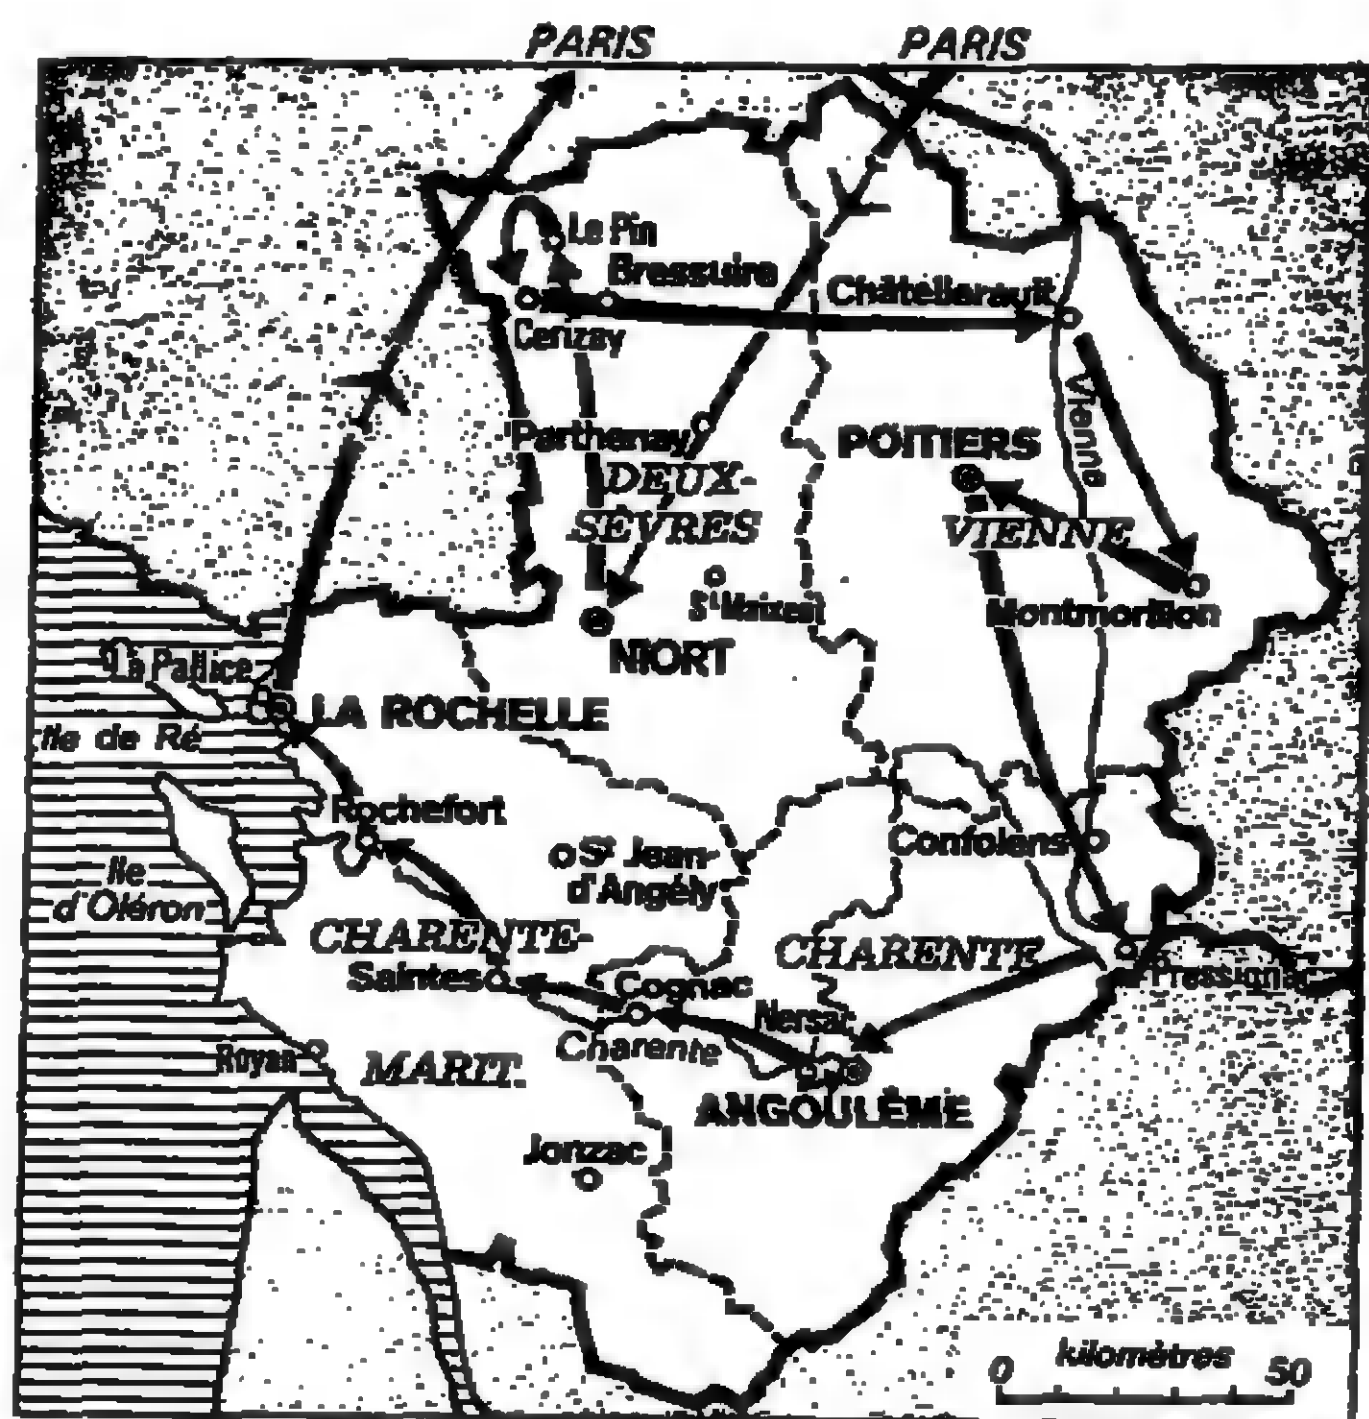 PARIS
PARIS
Le Pin
Bressuire
Cerizay
Châtellerault
Parthenay
POITIERS
Vienne
DEUX-
SÈVRES
VIENNE
St Maixent
Montmorillon
NIORT
La Pallice
LA ROCHELLE
Ile de Ré
Rochefort
Confolens
St Jean-
d'Angély
Ile
d'Oléron
CHARENTE-
CHARENTE
Saintes
Cognac
Pressignac
Nersac
Charente
Royan
MARIT.
ANGOULÊME
Jonzac
kilomètres
0 50